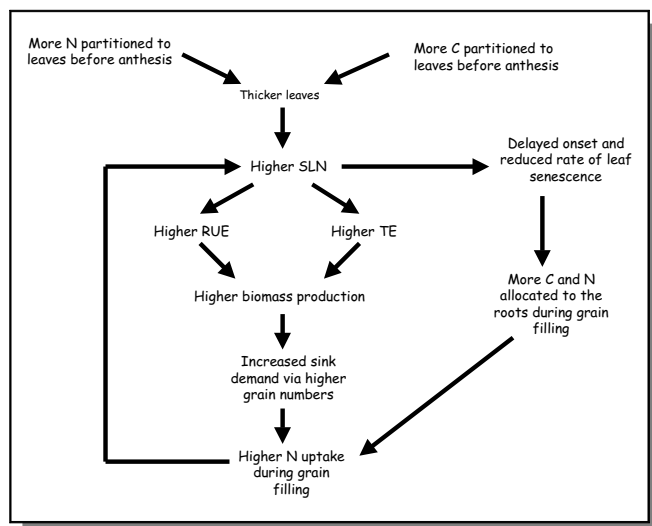 More N partitioned to
leaves before anthesis
More C partitioned to
leaves before anthesis
Thicker leaves
Higher SLN
Delayed onset and
reduced rate of leaf
senescence
Higher RUE
Higher TE
Higher biomass production
More C and N
allocated to the
roots during grain
filling
Increased sink
demand via higher
grain numbers
Higher N uptake
during grain
filling